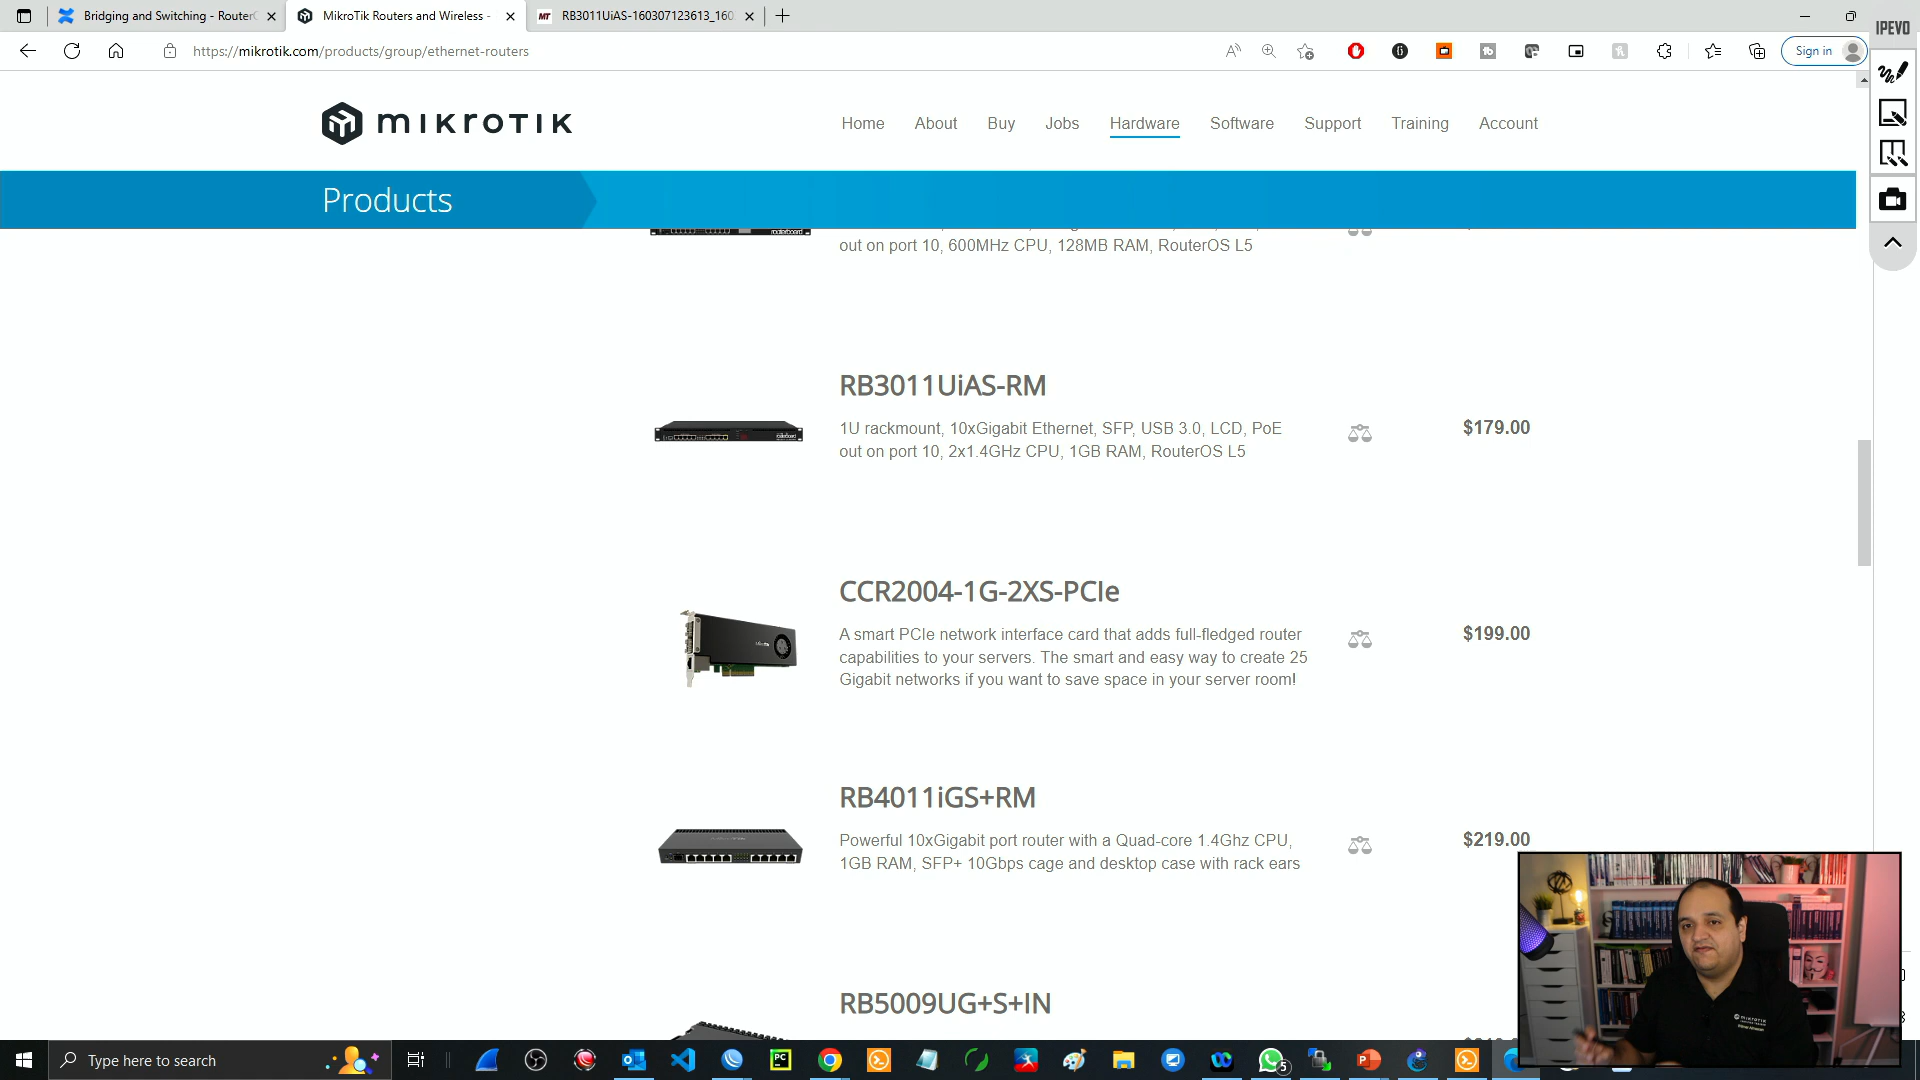 Bridging and Switching - Router
MikroTik Routers and Wireless -
MT
RB3011UiAS-160307123613_160
IPEVO
https://mikrotik.com/products/group/ethernet-routers
Sign in
MIKROTIK
Home
About
Buy
Jobs
Hardware
Software
Support
Training
Account
Products
out on port 10, 600MHz CPU, 128MB RAM, RouterOS L5
RB3011UiAS-RM
1U rackmount, 10xGigabit Ethernet, SFP, USB 3.0, LCD, PoE
out on port 10, 2x1.4GHz CPU, 1GB RAM, RouterOS L5
$179.00
CCR2004-1G-2XS-PCIe
A smart PCIe network interface card that adds full-fledged router
capabilities to your servers. The smart and easy way to create 25
Gigabit networks if you want to save space in your server room!
$199.00
RB4011iGS+RM
Powerful 10xGigabit port router with a Quad-core 1.4Ghz CPU,
1GB RAM, SFP+ 10Gbps cage and desktop case with rack ears
$219.00
RB5009UG+S+IN
MIKROTIK
Type here to search
PC
5